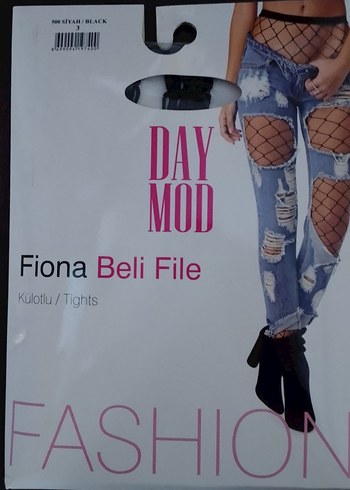 500 SİYAH / BLACK
3
DAY
MOD
Fiona Beli File
Külotlu / Tights
FASHION